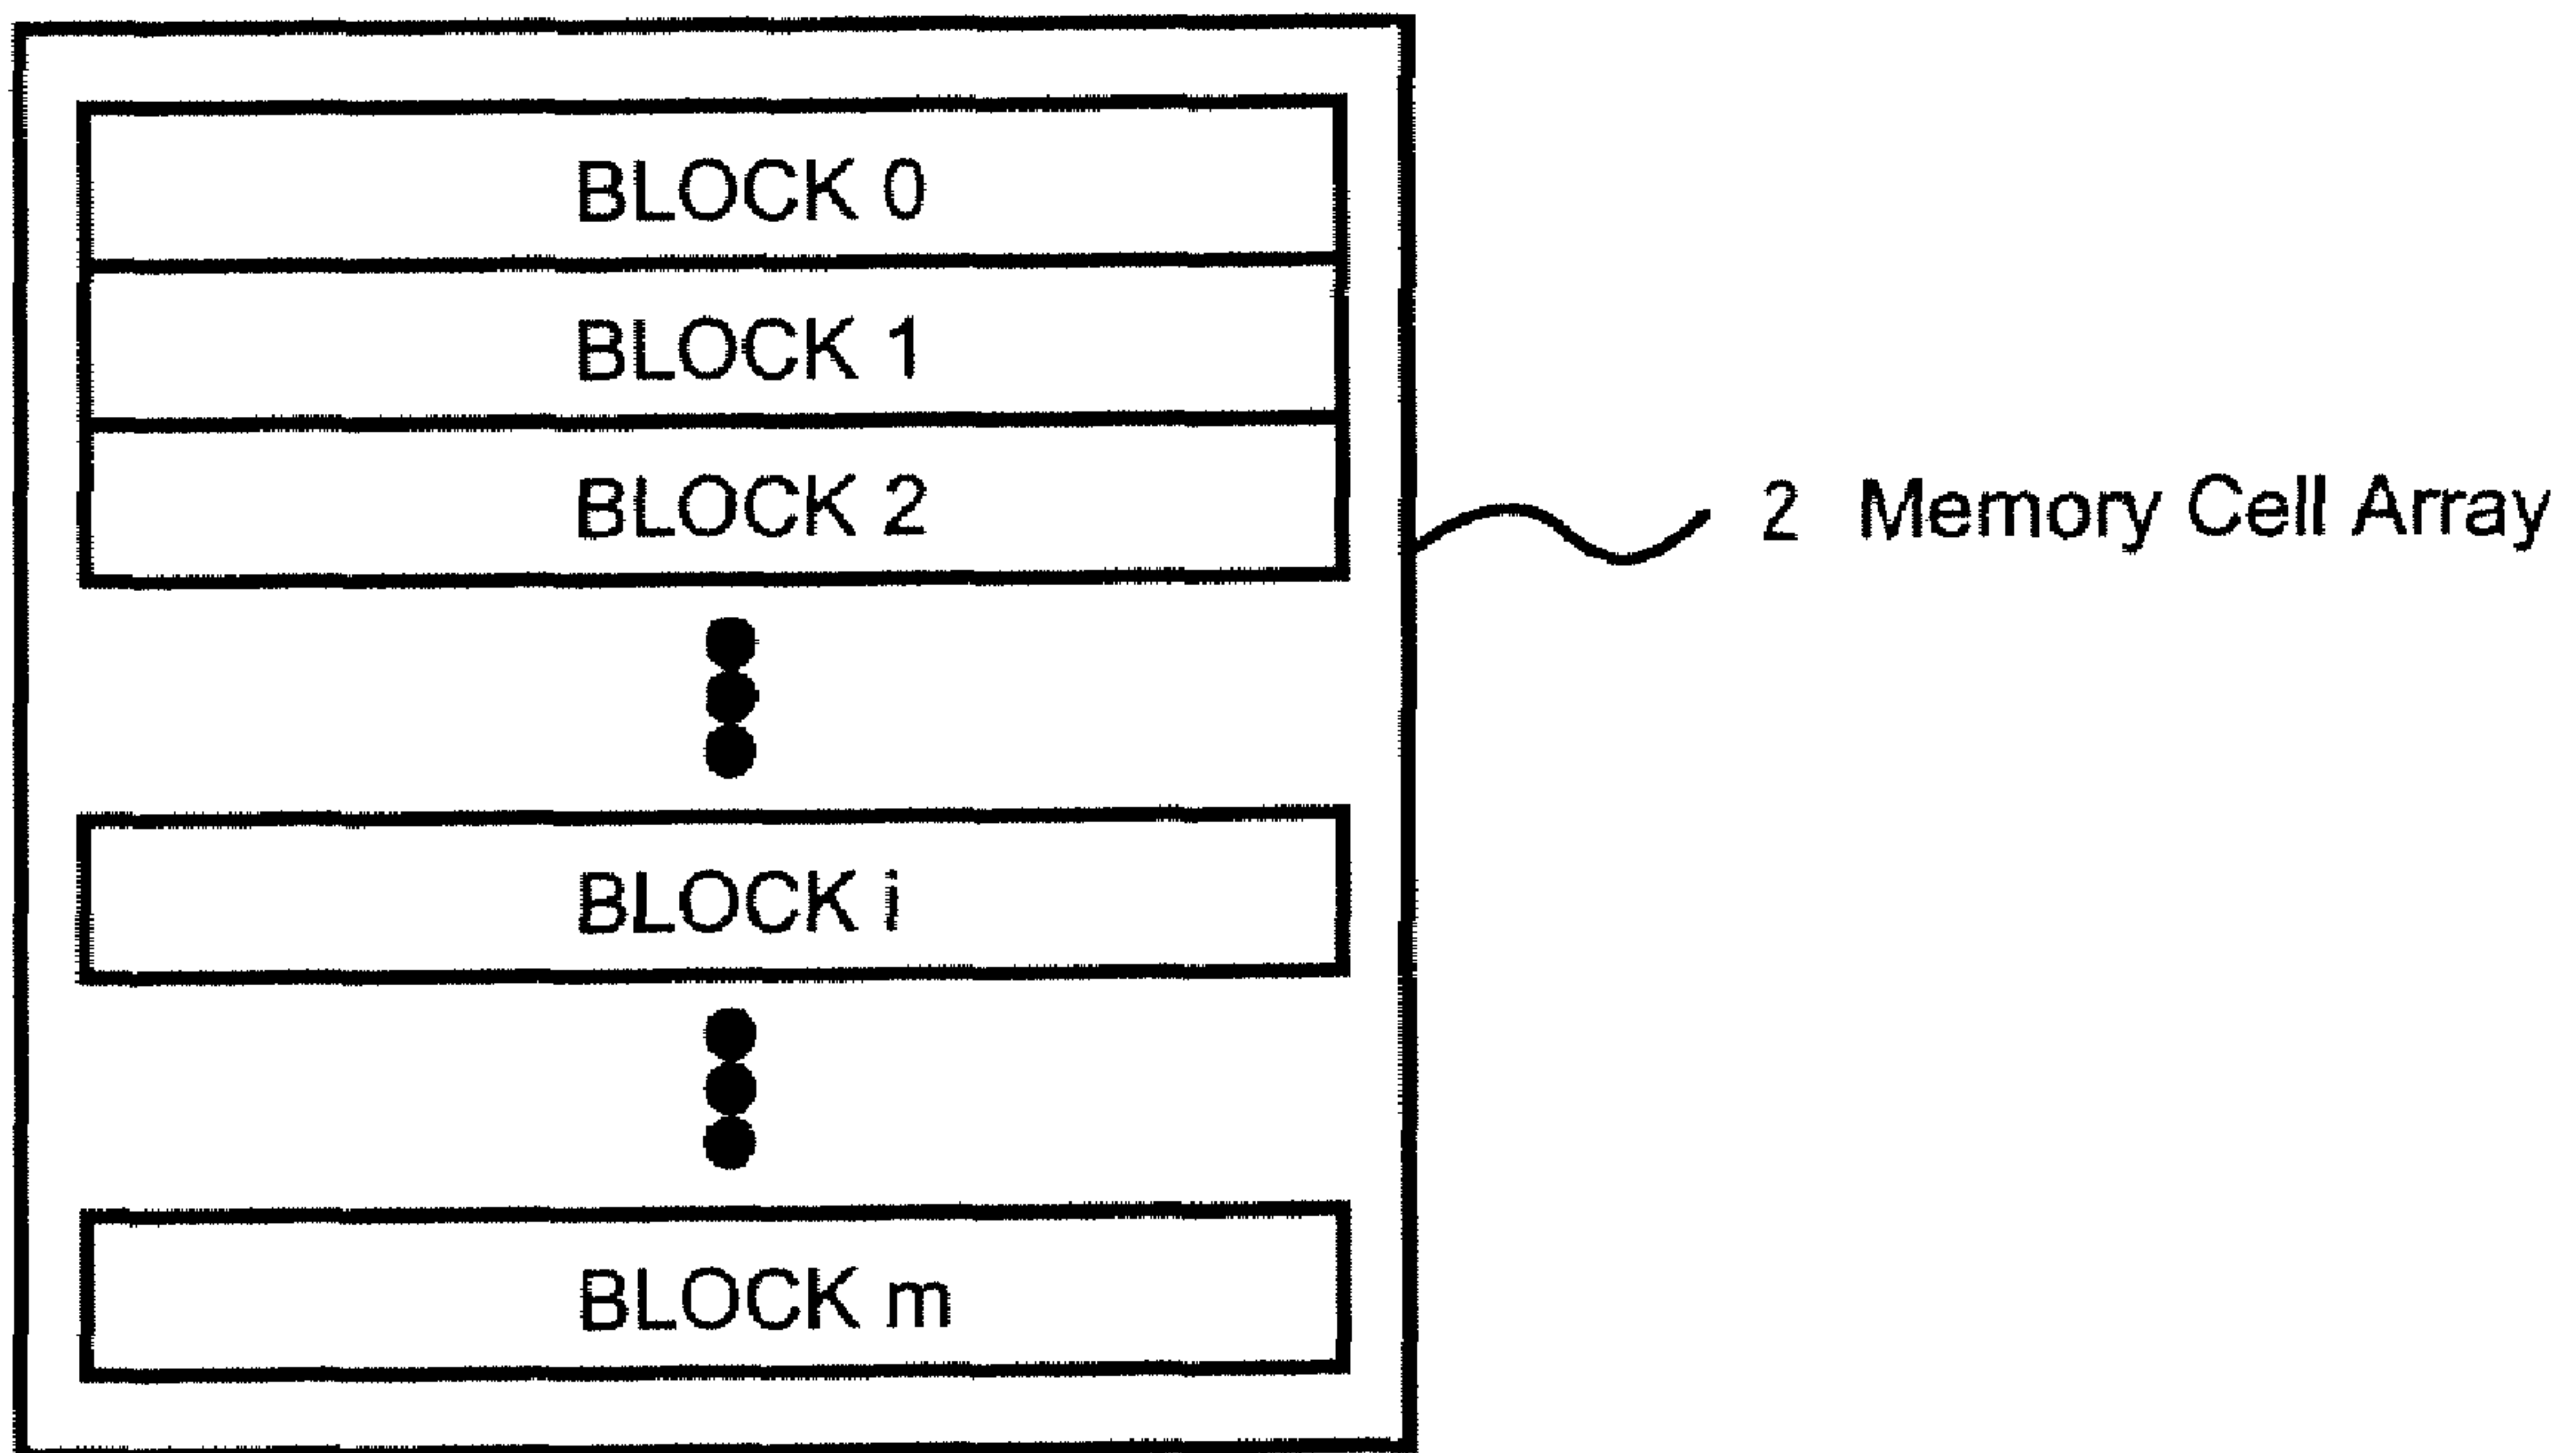 BLOCK 0
BLOCK 1
BLOCK 2
2 Memory Cell Array
BLOCK i
BLOCK m